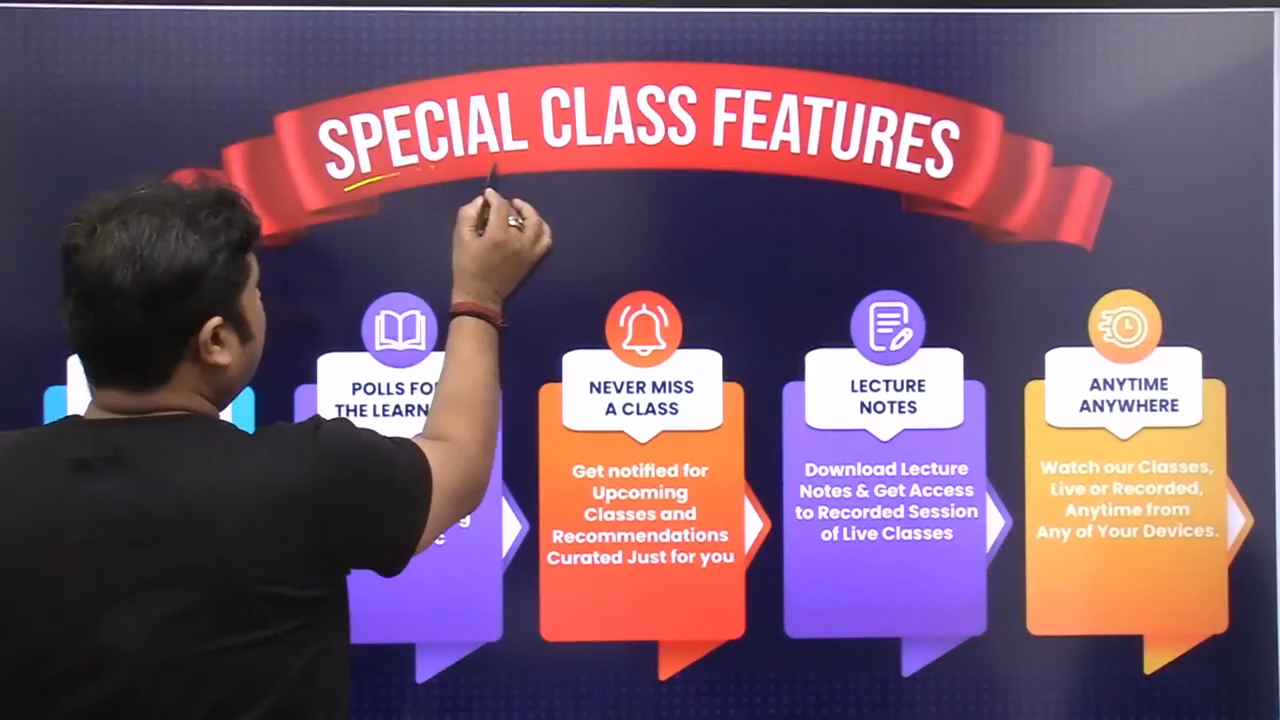 SPECIAL CLASS FEATURES
POLLS FOR
THE LEARN
NEVER MISS
A CLASS
Get notified for
Upcoming
Classes and
Recommendations
Curated Just for you
LECTURE
NOTES
Download Lecture
Notes & Get Access
to Recorded Session
of Live Classes
ANYTIME
ANYWHERE
Watch our Classes,
Live or Recorded,
Anytime from
Any of Your Devices.